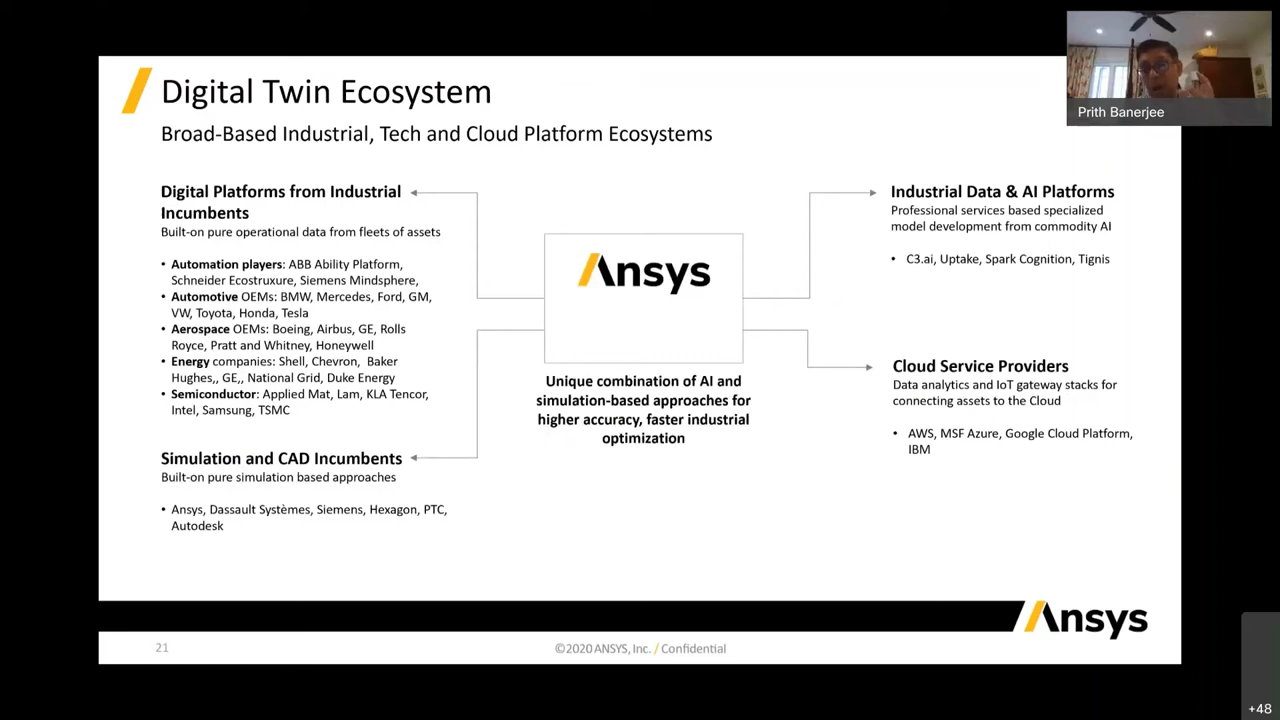 Digital Twin Ecosystem
Broad-Based Industrial, Tech and Cloud Platform Ecosystems
Prith Banerjee
Digital Platforms from Industrial
Incumbents
Built-on pure operational data from fleets of assets
• Automation players: ABB Ability Platform,
Schneider Ecostruxure, Siemens Mindsphere,
• Automotive OEMs: BMW, Mercedes, Ford, GM,
VW, Toyota, Honda, Tesla
• Aerospace OEMs: Boeing, Airbus, GE, Rolls
Royce, Pratt and Whitney, Honeywell
• Energy companies: Shell, Chevron, Baker
Hughes,, GE,, National Grid, Duke Energy
• Semiconductor: Applied Mat, Lam, KLA Tencor,
Intel, Samsung, TSMC
Simulation and CAD Incumbents
Built-on pure simulation based approaches
• Ansys, Dassault Systèmes, Siemens, Hexagon, PTC,
Autodesk
Ansys
Unique combination of AI and
simulation-based approaches for
higher accuracy, faster industrial
optimization
Industrial Data & AI Platforms
Professional services based specialized
model development from commodity AI
• C3.ai, Uptake, Spark Cognition, Tignis
Cloud Service Providers
Data analytics and IoT gateway stacks for
connecting assets to the Cloud
• AWS, MSF Azure, Google Cloud Platform,
IBM
Ansys
21
©2020 ANSYS, Inc. / Confidential
+48